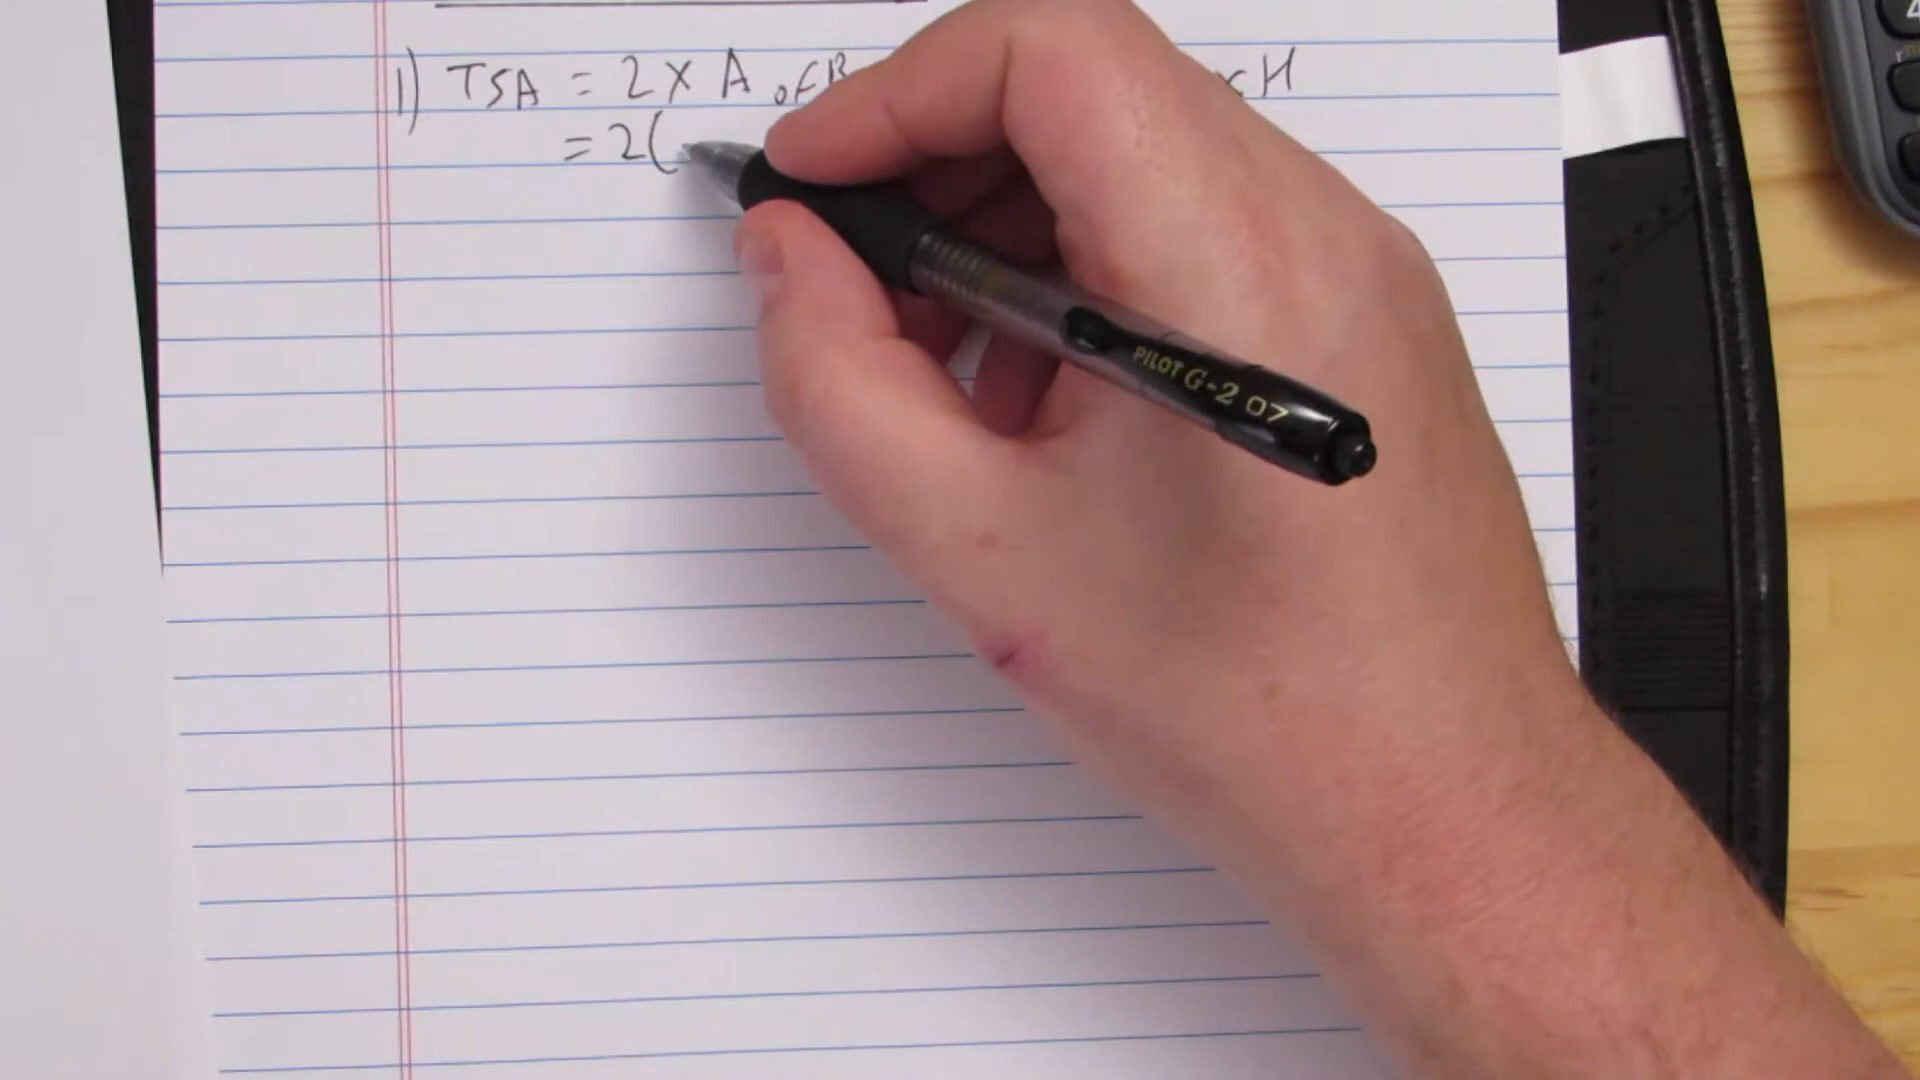 1) TSA = 2 x A of B x H
= 2(
PILOT G-2 07